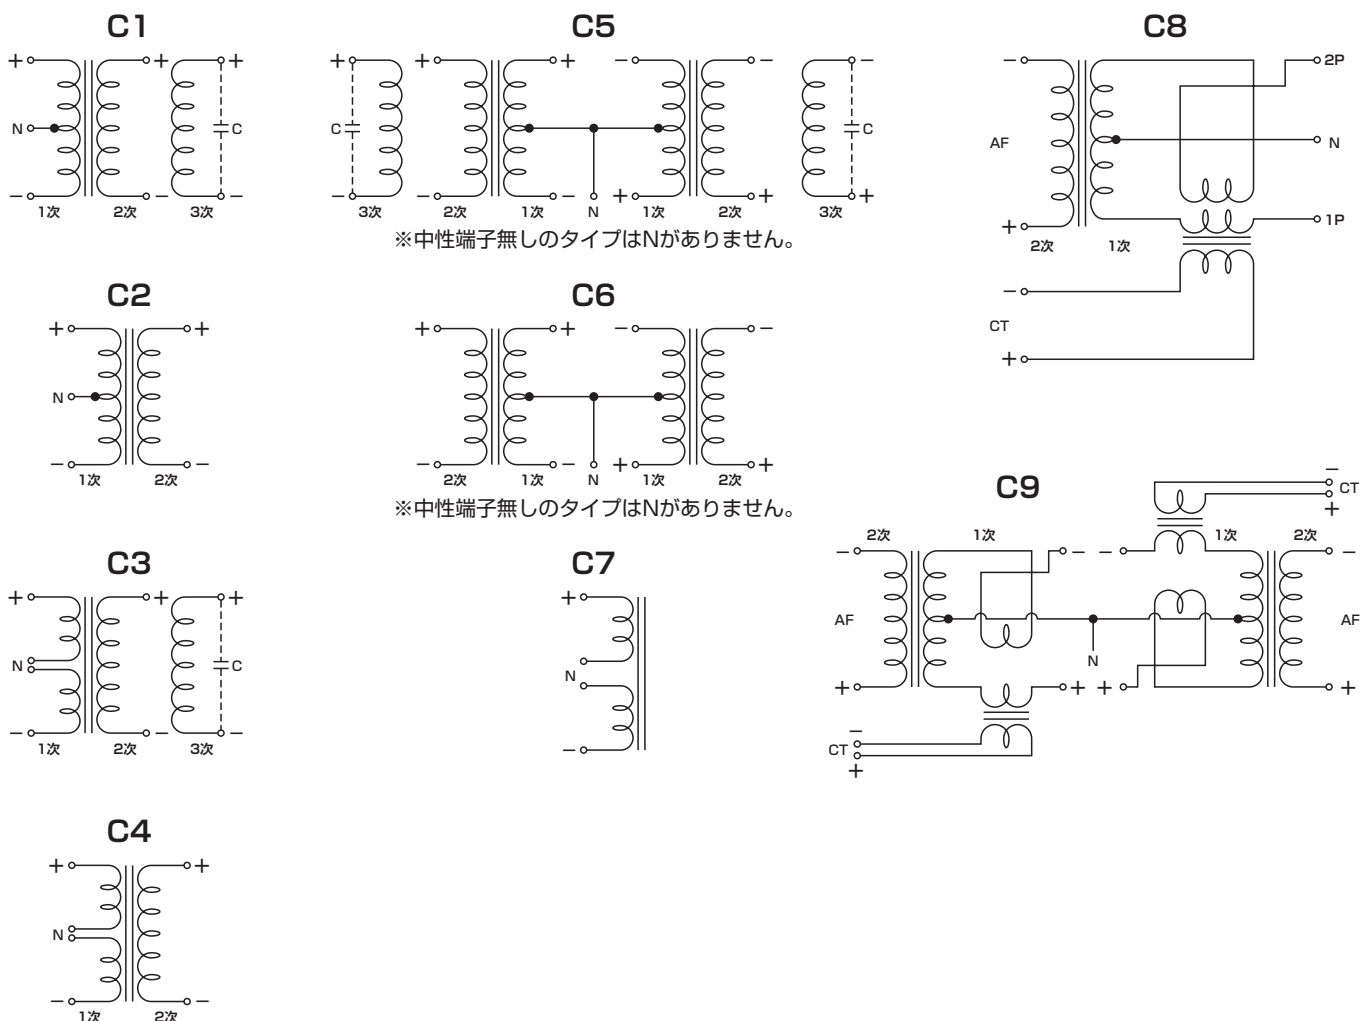 C1
+ + +
N C
− − −
1次 2次 3次
C5
+ + + − − −
C C
− − − N + + +
3次 2次 1次 1次 2次 3次
※中性端子無しのタイプはNがありません。
C8
− 2P
AF N
+ 1P
2次 1次
−
CT
+
C2
+ +
N
− −
1次 2次
C6
+ + − −
− − N + +
2次 1次 1次 2次
※中性端子無しのタイプはNがありません。
C9
− CT
+
2次 1次 1次 2次
− − − −
AF AF
N
+ + + +
−
CT
+
C3
+ + +
N C
− − −
1次 2次 3次
C7
+
N
−
C4
+ +
N
− −
1次 2次